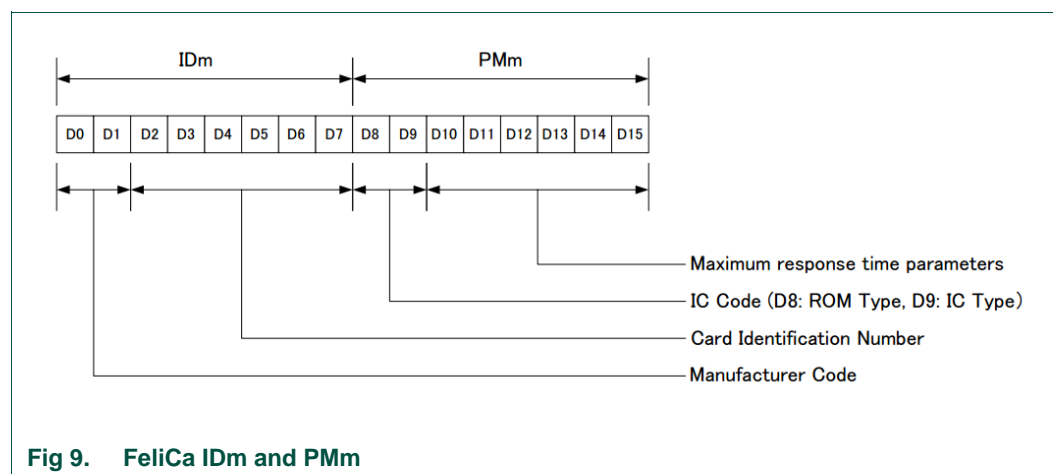 IDm PMm
D0 D1 D2 D3 D4 D5 D6 D7 D8 D9 D10 D11 D12 D13 D14 D15
Maximum response time parameters
IC Code (D8: ROM Type, D9: IC Type)
Card Identification Number
Manufacturer Code
Fig 9. FeliCa IDm and PMm